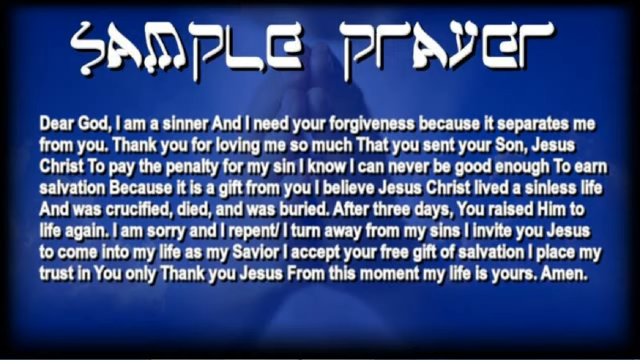 SAMPLE PRAYER
Dear God, I am a sinner And I need your forgiveness because it separates me
from you. Thank you for loving me so much That you sent your Son, Jesus
Christ To pay the penalty for my sin I know I can never be good enough To earn
salvation Because it is a gift from you I believe Jesus Christ lived a sinless life
And was crucified, died, and was buried. After three days, You raised Him to
life again. I am sorry and I repent/ I turn away from my sins I invite you Jesus
to come into my life as my Savior I accept your free gift of salvation I place my
trust in You only Thank you Jesus From this moment my life is yours. Amen.